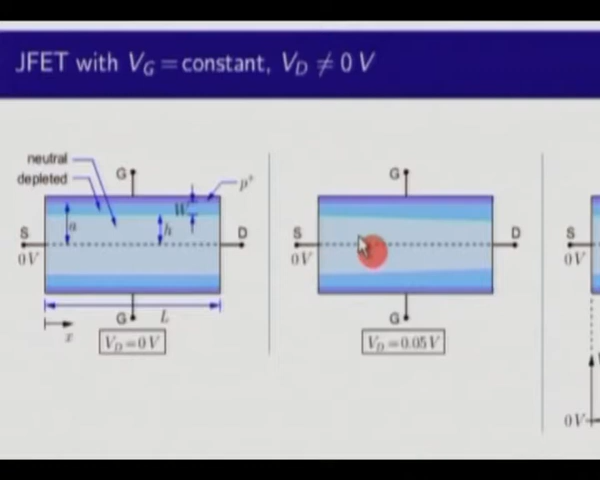 JFET with V_G = constant, V_D ≠ 0 V
neutral
depleted
G
p⁺
a
h
W
S
D
0V
G
L
x
V_D = 0 V
G
S
D
0V
G
V_D = 0.05 V
S
0V
0V